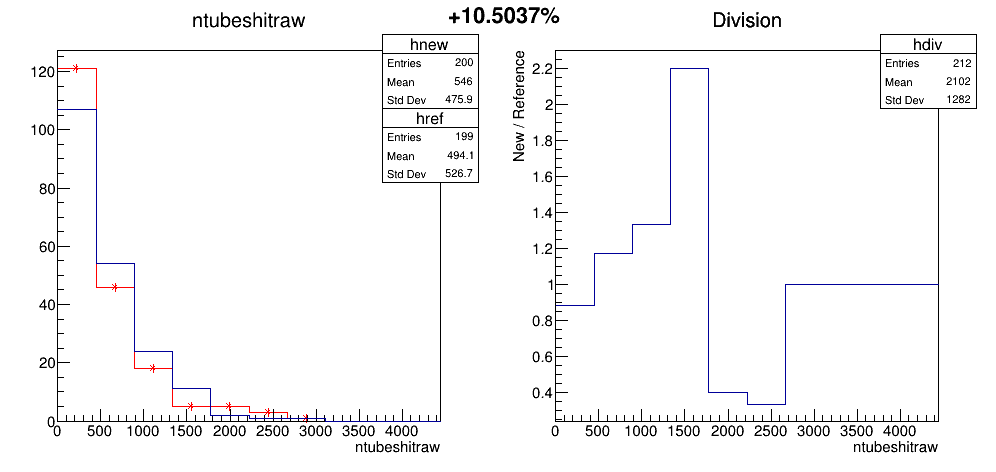 +10.5037%
ntubeshitraw
hnew
Entries 200
Mean 546
Std Dev 475.9
href
Entries 199
Mean 494.1
Std Dev 526.7
120
100
80
60
40
20
0
0 500 1000 1500 2000 2500 3000 3500 4000
ntubeshitraw
Division
hdiv
Entries 212
Mean 2102
Std Dev 1282
New / Reference
2.2
2
1.8
1.6
1.4
1.2
1
0.8
0.6
0.4
0 500 1000 1500 2000 2500 3000 3500 4000
ntubeshitraw